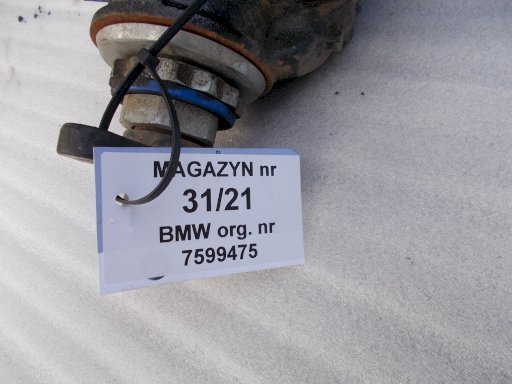 MAGAZYN nr
31/21
BMW org. nr
7599475